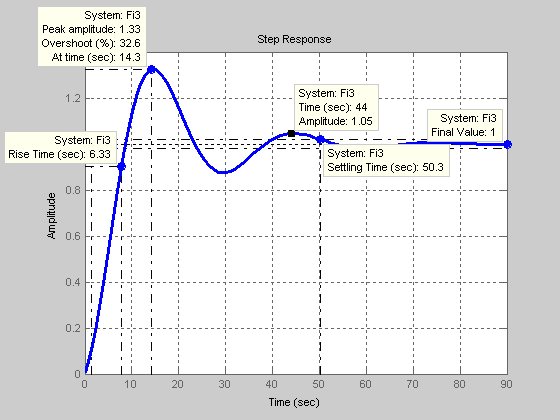 System: Fi3
Peak amplitude: 1.33
Overshoot (%): 32.6
At time (sec): 14.3
Step Response
System: Fi3
Time (sec): 44
Amplitude: 1.05
System: Fi3
Final Value: 1
System: Fi3
Rise Time (sec): 6.33
System: Fi3
Settling Time (sec): 50.3
Amplitude
1.2
0.8
0.6
0.4
0.2
0
0
10
20
30
40
50
60
70
80
90
Time (sec)